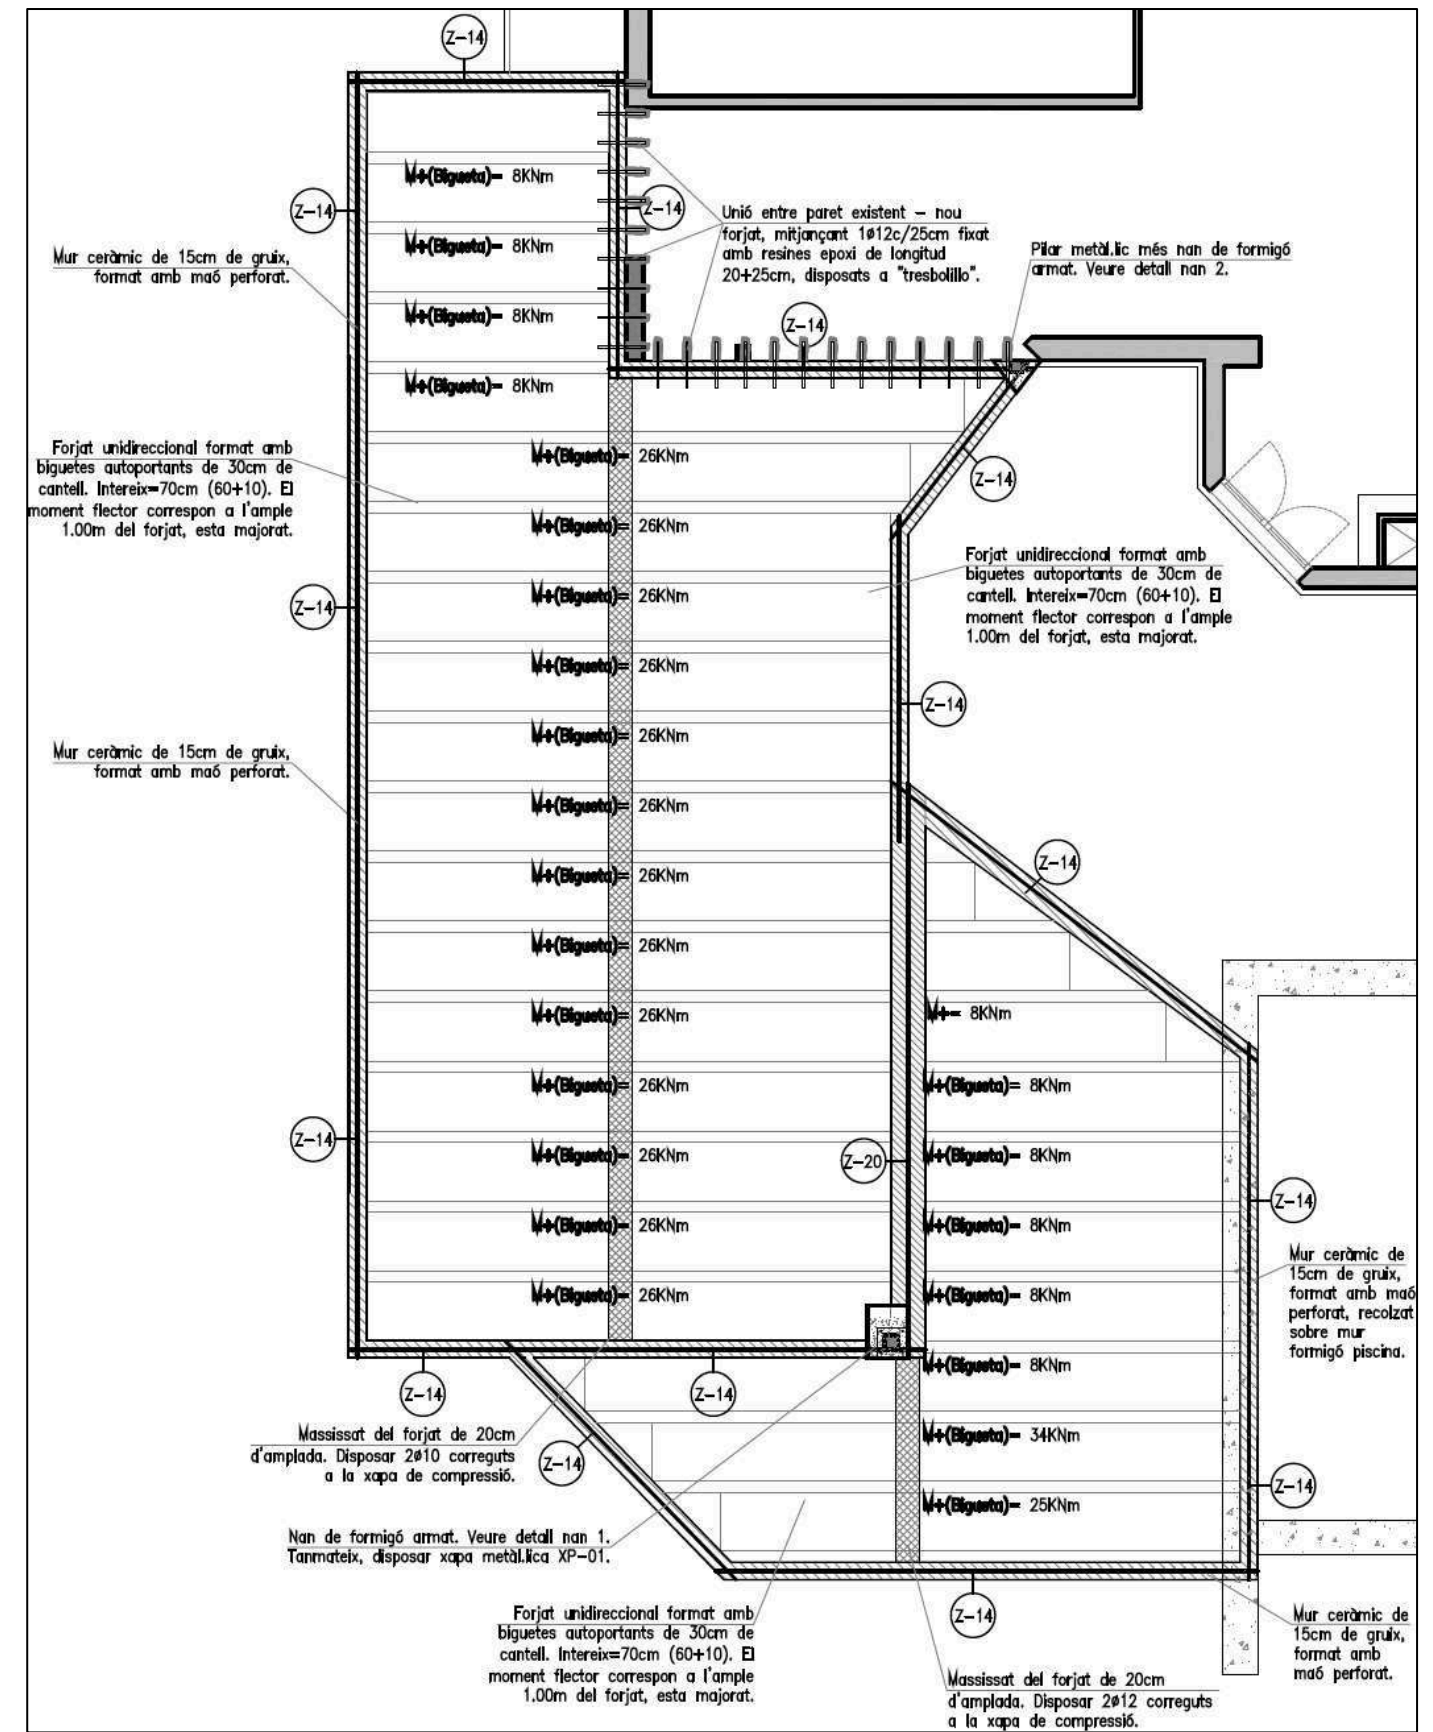 Z-14
M+(Bigueta)= 8KNm
Z-14
Z-14
Unió entre paret existent – nou
forjat, mitjançant 1ø12c/25cm fixat
amb resines epoxi de longitud
20+25cm, disposats a "tresbolillo".
Pilar metàl.lic més nan de formigó
armat. Veure detall nan 2.
Mur ceràmic de 15cm de gruix,
format amb maó perforat.
M+(Bigueta)= 8KNm
M+(Bigueta)= 8KNm
Z-14
M+(Bigueta)= 8KNm
Forjat unidireccional format amb
biguetes autoportants de 30cm de
cantell. Intereix=70cm (60+10). El
moment flector correspon a l'ample
1.00m del forjat, esta majorat.
M+(Bigueta)= 26KNm
Z-14
M+(Bigueta)= 26KNm
Forjat unidireccional format amb
biguetes autoportants de 30cm de
cantell. Intereix=70cm (60+10). El
moment flector correspon a l'ample
1.00m del forjat, esta majorat.
Z-14
M+(Bigueta)= 26KNm
M+(Bigueta)= 26KNm
Z-14
Mur ceràmic de 15cm de gruix,
format amb maó perforat.
M+(Bigueta)= 26KNm
M+(Bigueta)= 26KNm
Z-14
M+(Bigueta)= 26KNm
M+(Bigueta)= 26KNm
M+(Bigueta)= 26KNm
M+= 8KNm
M+(Bigueta)= 26KNm
M+(Bigueta)= 8KNm
Z-14
M+(Bigueta)= 26KNm
Z-20
M+(Bigueta)= 8KNm
Z-14
M+(Bigueta)= 26KNm
M+(Bigueta)= 8KNm
Mur ceràmic de
15cm de gruix,
format amb maó
perforat, recolzat
sobre mur
formigó piscina.
M+(Bigueta)= 26KNm
M+(Bigueta)= 8KNm
M+(Bigueta)= 8KNm
Z-14
Z-14
Massissat del forjat de 20cm
d'amplada. Disposar 2ø10 correguts
a la xapa de compressió.
Z-14
M+(Bigueta)= 34KNm
Z-14
M+(Bigueta)= 25KNm
Nan de formigó armat. Veure detall nan 1.
Tanmateix, disposar xapa metàl.lica XP-01.
Forjat unidireccional format amb
biguetes autoportants de 30cm de
cantell. Intereix=70cm (60+10). El
moment flector correspon a l'ample
1.00m del forjat, esta majorat.
Z-14
Mur ceràmic de
15cm de gruix,
format amb
maó perforat.
Massissat del forjat de 20cm
d'amplada. Disposar 2ø12 correguts
a la xapa de compressió.